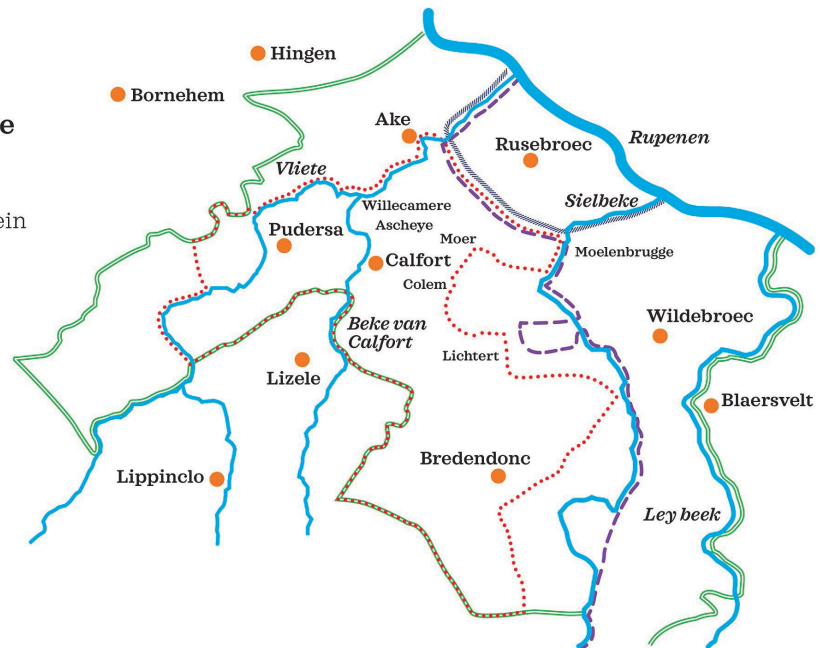 Hingen
Bornehem
e
Ake
Rusebroec
Rupenen
Vliete
ein
Willecamere
Sielbeke
Ascheye
Pudersa
Moer
Moelenbrugge
Calfort
Colem
Wildebroec
Beke van
Calfort
Lichtert
Lizele
Blaersvelt
Bredendonc
Lippinclo
Ley beek